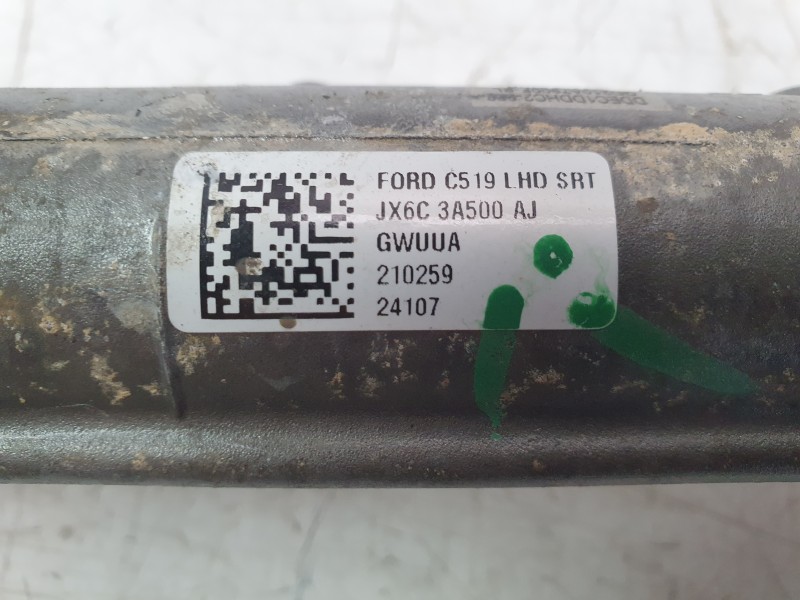 FORD C519 LHD SRT
JX6C 3A500 AJ
GWUUA
210259
24107